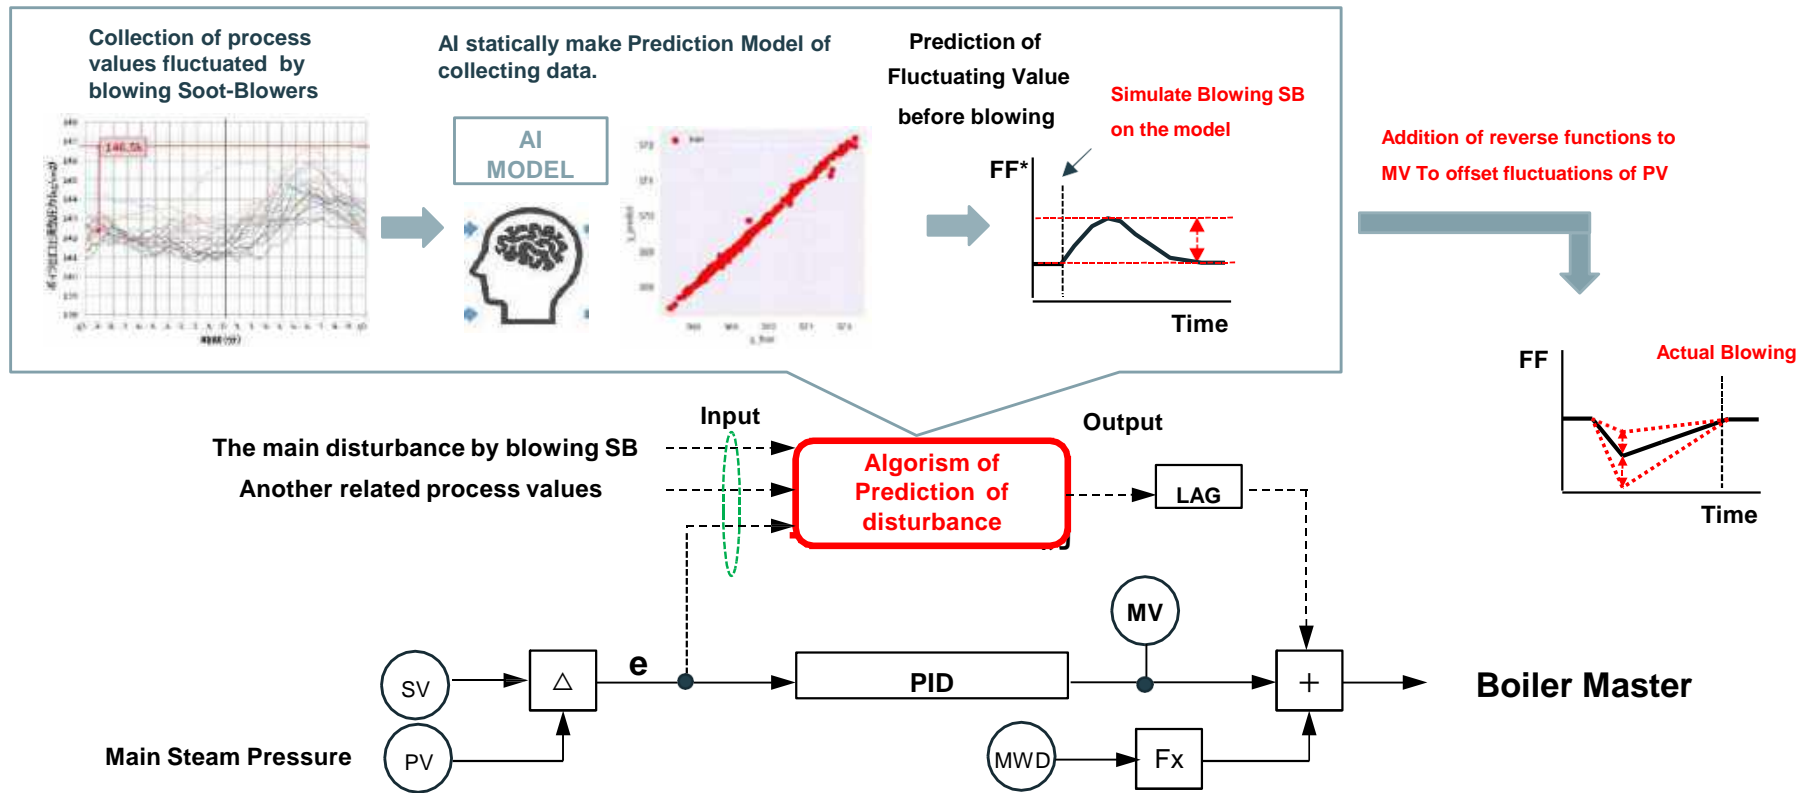 Collection of process
values fluctuated by
blowing Soot-Blowers
AI statically make Prediction Model of
collecting data.
Prediction of
Fluctuating Value
before blowing
Simulate Blowing SB
on the model
Addition of reverse functions to
MV To offset fluctuations of PV
AI
MODEL
FF*
Time
FF
Actual Blowing
Time
Input
Output
The main disturbance by blowing SB
Another related process values
Algorism of
Prediction of
disturbance
LAG
MV
SV
△
e
PID
+
Boiler Master
Main Steam Pressure
PV
MWD
Fx